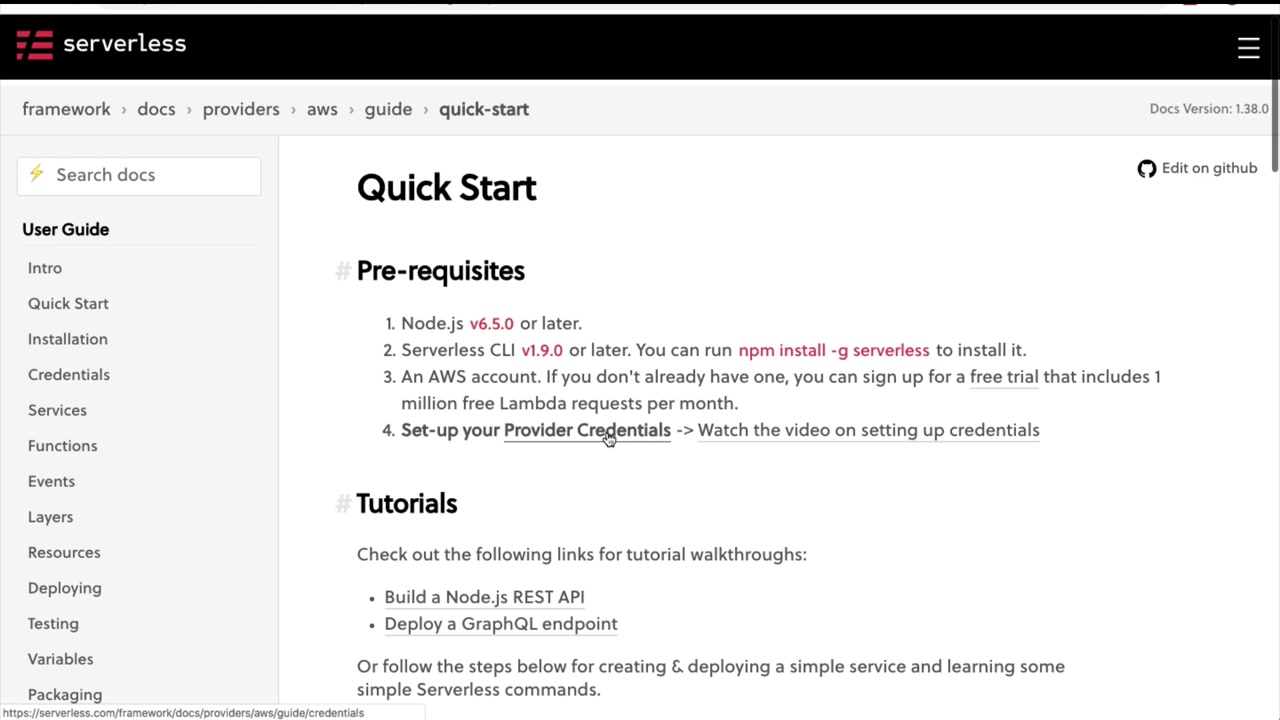 serverless
framework › docs › providers › aws › guide › quick-start
Docs Version: 1.38.0
Search docs
Edit on github
User Guide
Intro
Quick Start
Installation
Credentials
Services
Functions
Events
Layers
Resources
Deploying
Testing
Variables
Packaging
Quick Start
# Pre-requisites
1. Node.js v6.5.0 or later.
2. Serverless CLI v1.9.0 or later. You can run npm install -g serverless to install it.
3. An AWS account. If you don't already have one, you can sign up for a free trial that includes 1
million free Lambda requests per month.
4. Set-up your Provider Credentials -> Watch the video on setting up credentials
# Tutorials
Check out the following links for tutorial walkthroughs:
• Build a Node.js REST API
• Deploy a GraphQL endpoint
Or follow the steps below for creating & deploying a simple service and learning some
simple Serverless commands.
https://serverless.com/framework/docs/providers/aws/guide/credentials